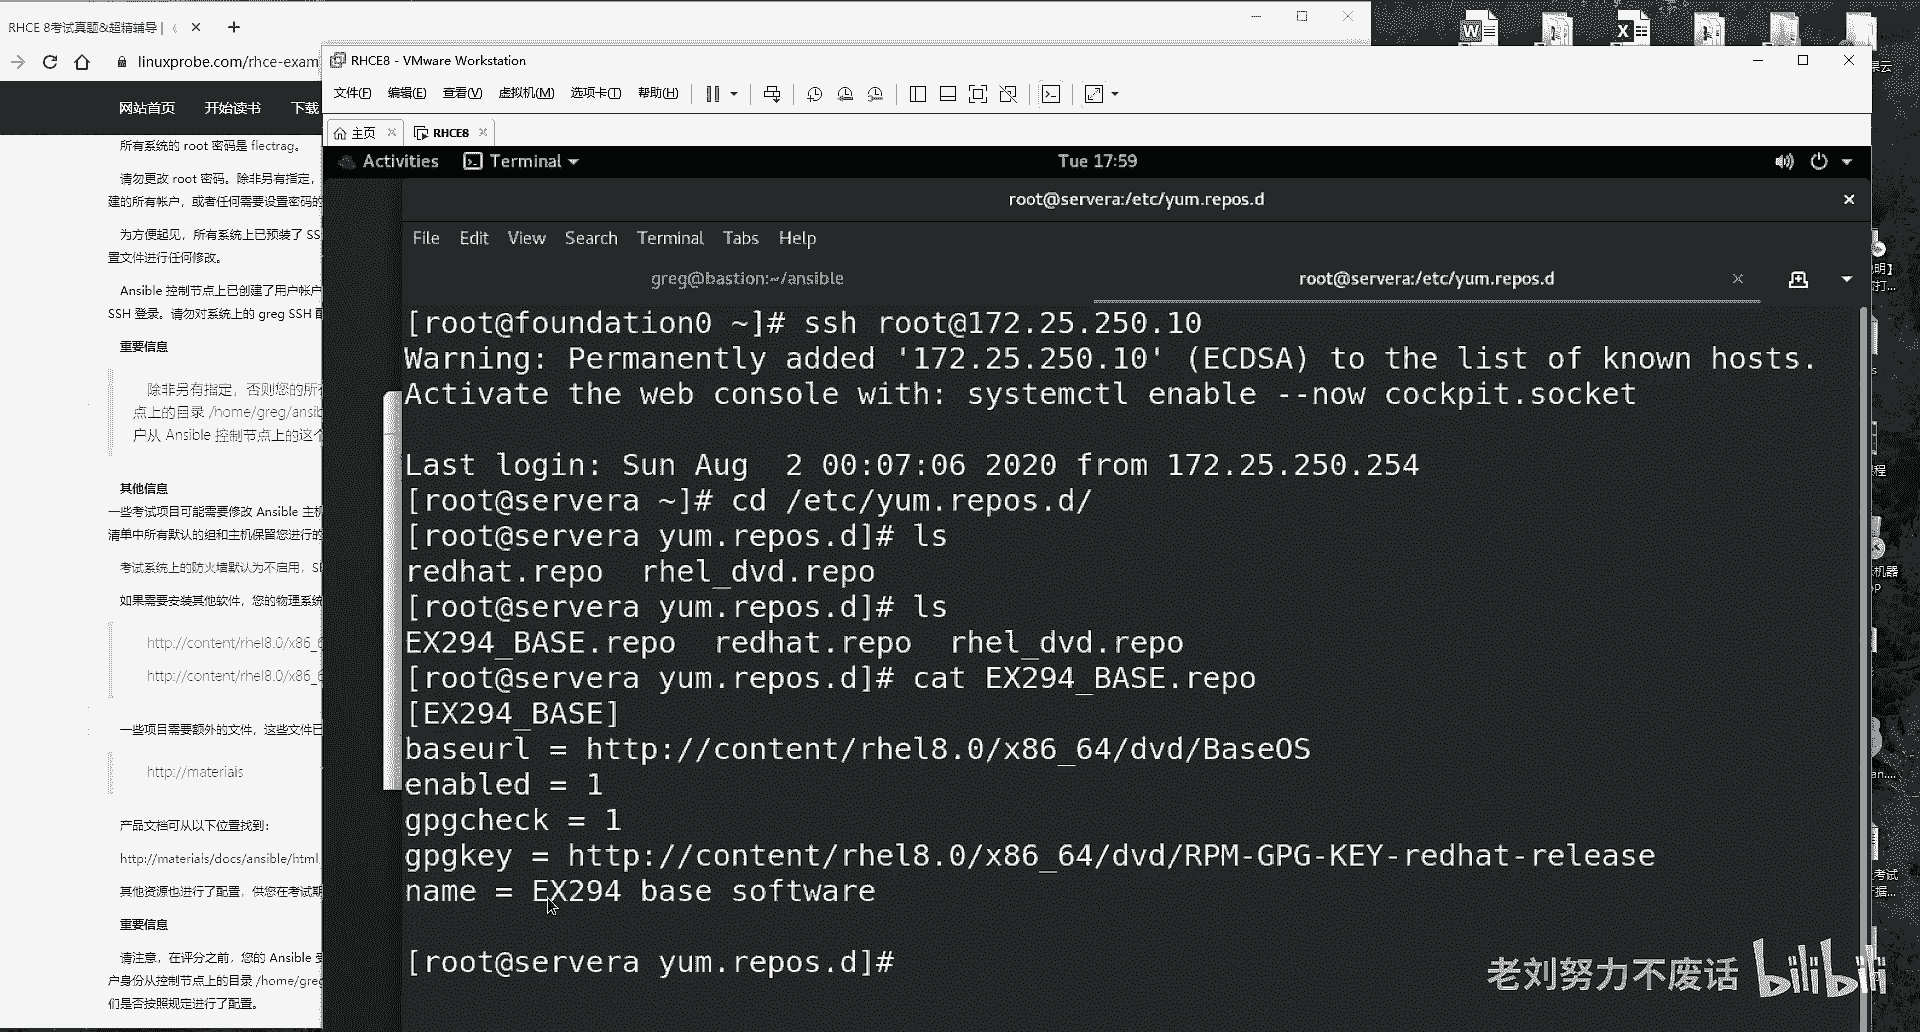 RHCE 8考试真题&超精辅导 |
linuxprobe.com/rhce-exam
网站首页 开始读书 下载
所有系统的 root 密码是 flectrag。
请勿更改 root 密码。除非另有指定,
建的所有帐户，或者任何需要设置密码的
为方便起见，所有系统上已预装了 SS
置文件进行任何修改。
Ansible 控制节点上已创建了用户帐户
SSH 登录。请勿对系统上的 greg SSH 配
重要信息
除非另有指定，否则您的所有
点上的目录 /home/greg/ansib
户从 Ansible 控制节点上的这个
其他信息
一些考试项目可能需要修改 Ansible 主机
清单中所有默认的组和主机保留您进行的
考试系统上的防火墙默认为不启用，SE
如果需要安装其他软件，您的物理系统
http://content/rhel8.0/x86_6
http://content/rhel8.0/x86_6
一些项目需要额外的文件，这些文件已
http://materials
产品文档可从以下位置找到：
http://materials/docs/ansible/html
其他资源也进行了配置，供您在考试期
重要信息
请注意，在评分之前，您的 Ansible 受
户身份从控制节点上的目录 /home/greg
们是否按照规定进行了配置。
RHCE8 - VMware Workstation
文件(F) 编辑(E) 查看(V) 虚拟机(M) 选项卡(T) 帮助(H)
主页 RHCE8
Activities Terminal Tue 17:59
root@servera:/etc/yum.repos.d
File Edit View Search Terminal Tabs Help
greg@bastion:~/ansible root@servera:/etc/yum.repos.d
[root@foundation0 ~]# ssh root@172.25.250.10
Warning: Permanently added '172.25.250.10' (ECDSA) to the list of known hosts.
Activate the web console with: systemctl enable --now cockpit.socket
Last login: Sun Aug  2 00:07:06 2020 from 172.25.250.254
[root@servera ~]# cd /etc/yum.repos.d/
[root@servera yum.repos.d]# ls
redhat.repo  rhel_dvd.repo
[root@servera yum.repos.d]# ls
EX294_BASE.repo  redhat.repo  rhel_dvd.repo
[root@servera yum.repos.d]# cat EX294_BASE.repo
[EX294_BASE]
baseurl = http://content/rhel8.0/x86_64/dvd/BaseOS
enabled = 1
gpgcheck = 1
gpgkey = http://content/rhel8.0/x86_64/dvd/RPM-GPG-KEY-redhat-release
name = EX294 base software
[root@servera yum.repos.d]#
老刘努力不废话 bilibili